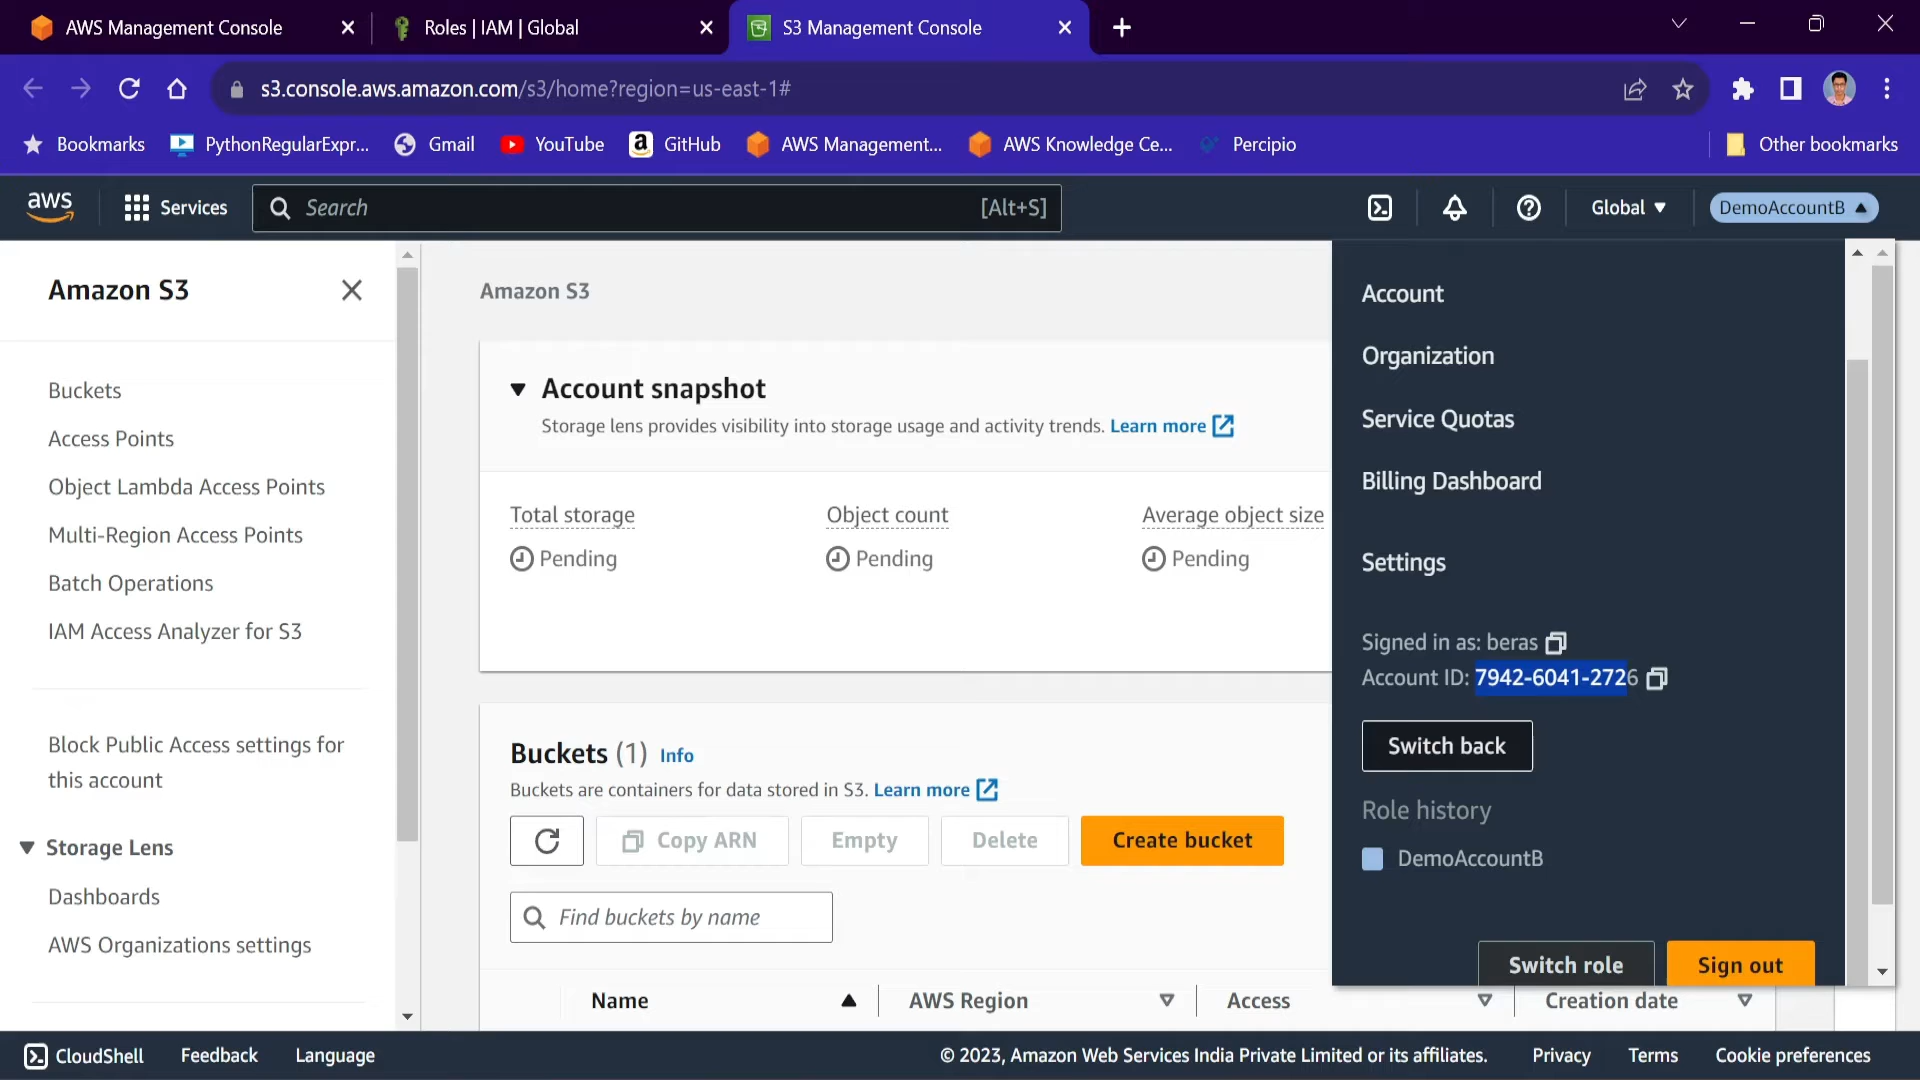 AWS Management Console
Roles | IAM | Global
S3 Management Console
s3.console.aws.amazon.com/s3/home?region=us-east-1#
Bookmarks
PythonRegularExpr...
Gmail
YouTube
GitHub
AWS Management...
AWS Knowledge Ce...
Percipio
Other bookmarks
aws
Services
Search
[Alt+S]
Global
DemoAccountB
Amazon S3
Buckets
Access Points
Object Lambda Access Points
Multi-Region Access Points
Batch Operations
IAM Access Analyzer for S3
Block Public Access settings for
this account
Storage Lens
Dashboards
AWS Organizations settings
Amazon S3
Account snapshot
Storage lens provides visibility into storage usage and activity trends. Learn more
Total storage
Object count
Average object size
Pending
Pending
Pending
Buckets (1) Info
Buckets are containers for data stored in S3. Learn more
Copy ARN
Empty
Delete
Create bucket
Find buckets by name
Name
AWS Region
Access
Creation date
Account
Organization
Service Quotas
Billing Dashboard
Settings
Signed in as: beras
Account ID: 7942-6041-2726
Switch back
Role history
DemoAccountB
Switch role
Sign out
CloudShell
Feedback
Language
© 2023, Amazon Web Services India Private Limited or its affiliates.
Privacy
Terms
Cookie preferences